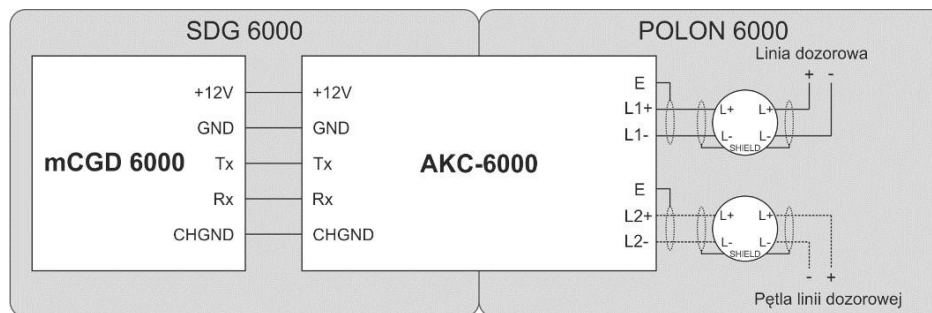 SDG 6000
POLON 6000
mCGD 6000
+12V
GND
Tx
Rx
CHGND
AKC-6000
+12V
GND
Tx
Rx
CHGND
E
L1+
L1-
E
L2+
L2-
Linia dozorowa
+ -
L+ L+
L- L-
SHIELD
L+ L+
L- L-
SHIELD
- +
Pętla linii dozorowej